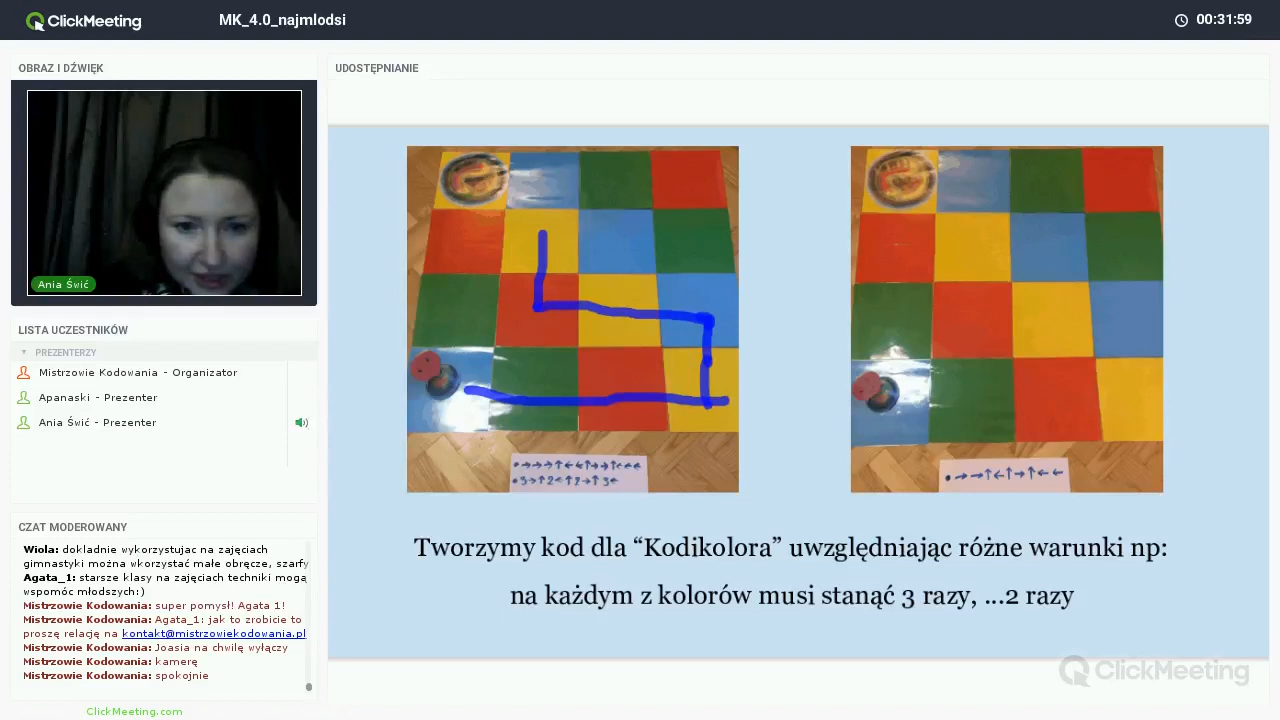 ClickMeeting
MK_4.0_najmlodsi
00:31:59
OBRAZ I DŹWIĘK
Ania Świć
LISTA UCZESTNIKÓW
PREZENTERZY
Mistrzowie Kodowania - Organizator
Apanaski - Prezenter
Ania Świć - Prezenter
CZAT MODEROWANY
Wiola: dokladnie wykorzystujac na zajęciach
gimnastyki można wkorzystać małe obręcze, szarfy
Agata_1: starsze klasy na zajęciach techniki mogą
wspomóc młodszych:)
Mistrzowie Kodowania: super pomysł! Agata 1!
Mistrzowie Kodowania: Agata_1: jak to zrobicie to
proszę relację na kontakt@mistrzowiekodowania.pl
Mistrzowie Kodowania: Joasia na chwilę wyłączy
Mistrzowie Kodowania: kamerę
Mistrzowie Kodowania: spokojnie
ClickMeeting.com
UDOSTĘPNIANIE
Tworzymy kod dla “Kodikolora” uwzględniając różne warunki np:
na każdym z kolorów musi stanąć 3 razy, ...2 razy
ClickMeeting